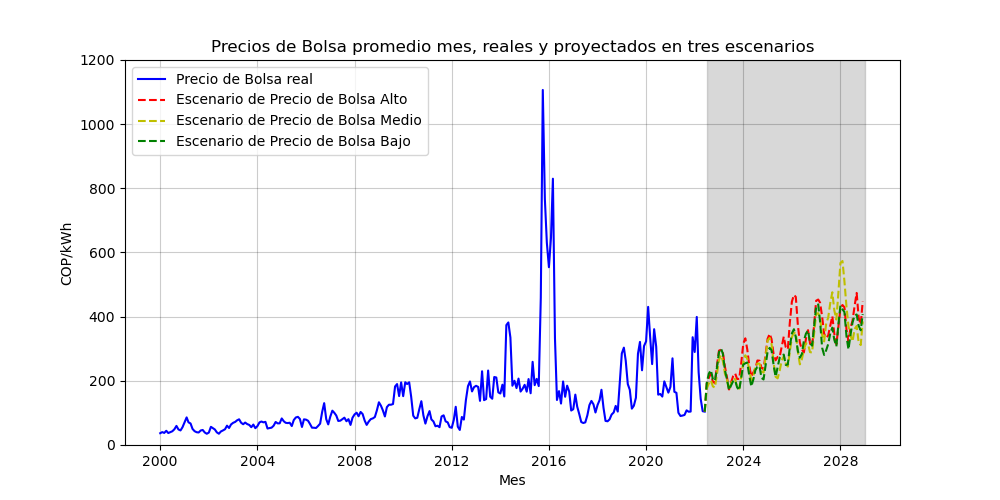 Precios de Bolsa promedio mes, reales y proyectados en tres escenarios
Precio de Bolsa real
Escenario de Precio de Bolsa Alto
Escenario de Precio de Bolsa Medio
Escenario de Precio de Bolsa Bajo
COP/kWh
1200
1000
800
600
400
200
0
2000 2004 2008 2012 2016 2020 2024 2028
Mes